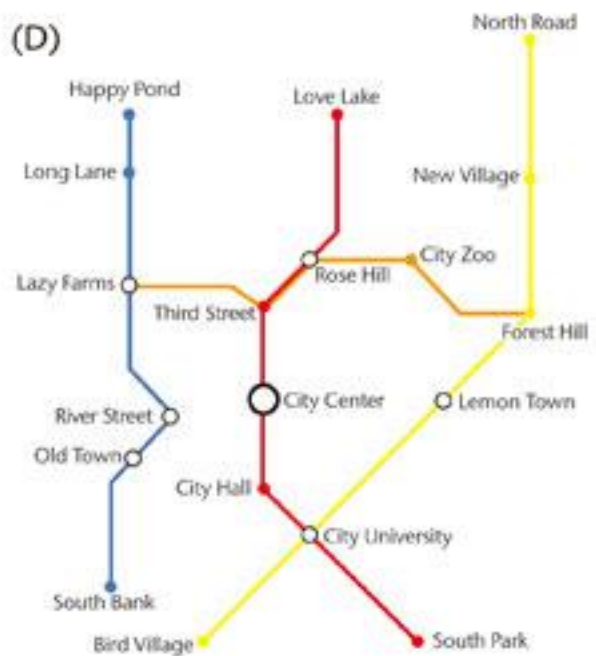 (D)
North Road
Happy Pond
Love Lake
Long Lane
New Village
City Zoo
Rose Hill
Lazy Farms
Third Street
Forest Hill
City Center
Lemon Town
River Street
Old Town
City Hall
City University
South Bank
Bird Village
South Park